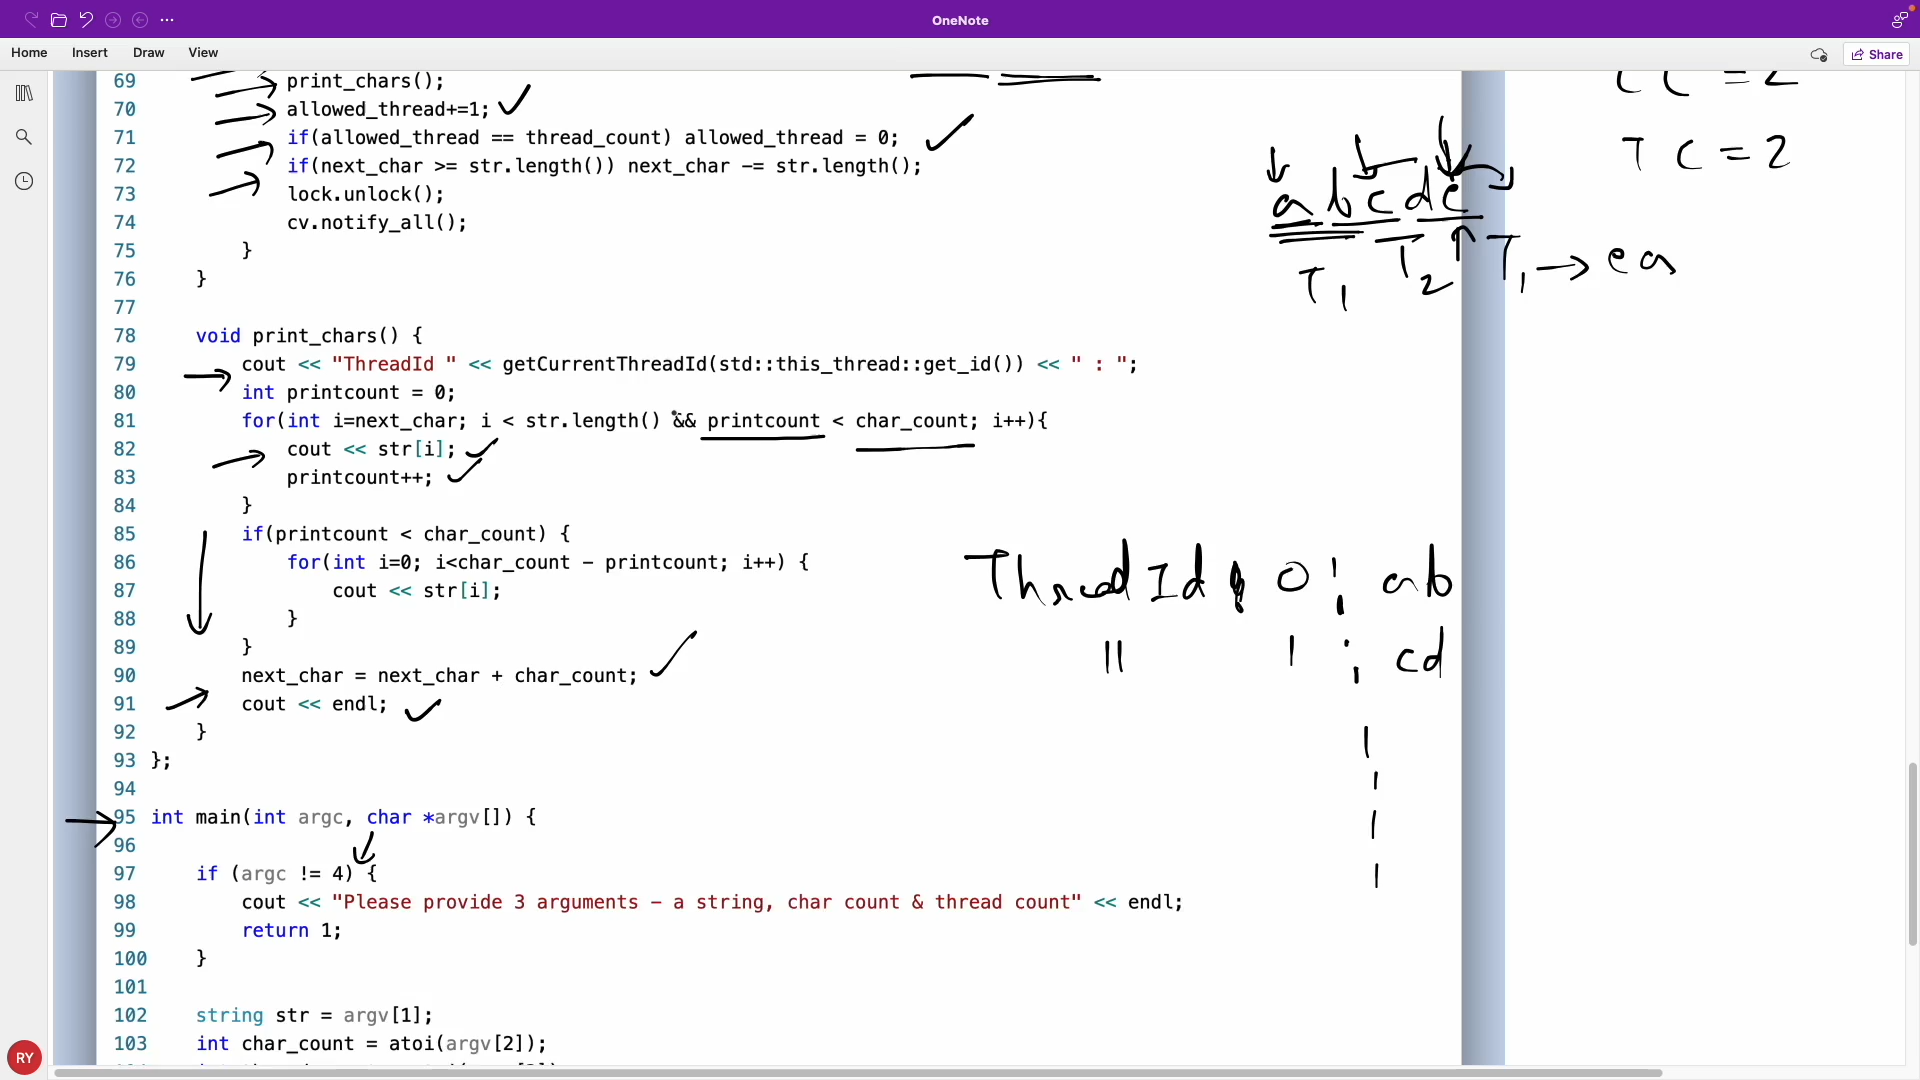 OneNote
Home Insert Draw View
Share
69 print_chars();
70 allowed_thread+=1;
71 if(allowed_thread == thread_count) allowed_thread = 0;
72 if(next_char >= str.length()) next_char -= str.length();
73 lock.unlock();
74 cv.notify_all();
75 }
76 }
77
78 void print_chars() {
79 cout << "ThreadId " << getCurrentThreadId(std::this_thread::get_id()) << " : ";
80 int printcount = 0;
81 for(int i=next_char; i < str.length() && printcount < char_count; i++){
82 cout << str[i];
83 printcount++;
84 }
85 if(printcount < char_count) {
86 for(int i=0; i<char_count - printcount; i++) {
87 cout << str[i];
88 }
89 }
90 next_char = next_char + char_count;
91 cout << endl;
92 }
93 };
94
95 int main(int argc, char *argv[]) {
96
97 if (argc != 4) {
98 cout << "Please provide 3 arguments - a string, char count & thread count" << endl;
99 return 1;
100 }
101
102 string str = argv[1];
103 int char_count = atoi(argv[2]);
CC = 2
TC = 2
abcde
T1 T2 T1 → ea
ThreadId 0 : ab
" 1 : cd
RY